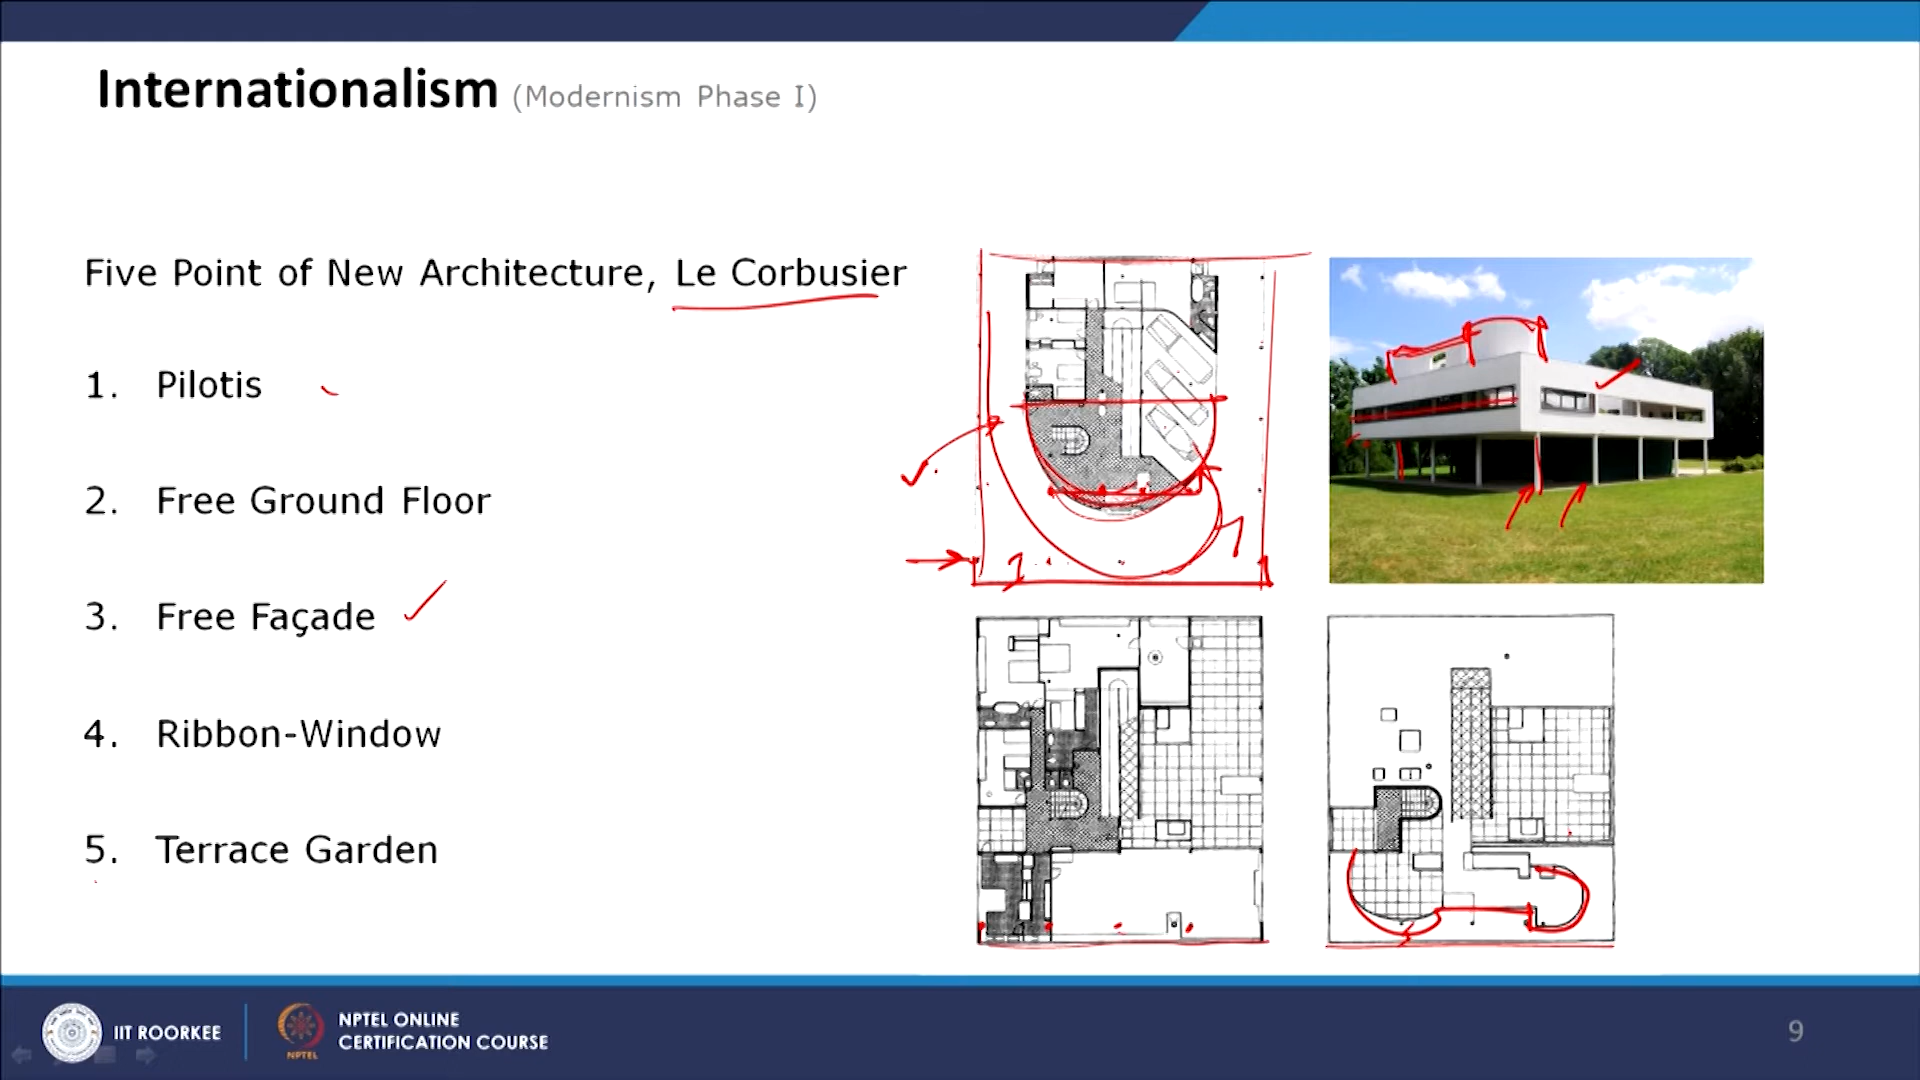 Internationalism (Modernism Phase I)
Five Point of New Architecture, Le Corbusier
1. Pilotis
2. Free Ground Floor
3. Free Façade
4. Ribbon-Window
5. Terrace Garden
IIT ROORKEE
NPTEL
NPTEL ONLINE
CERTIFICATION COURSE
9